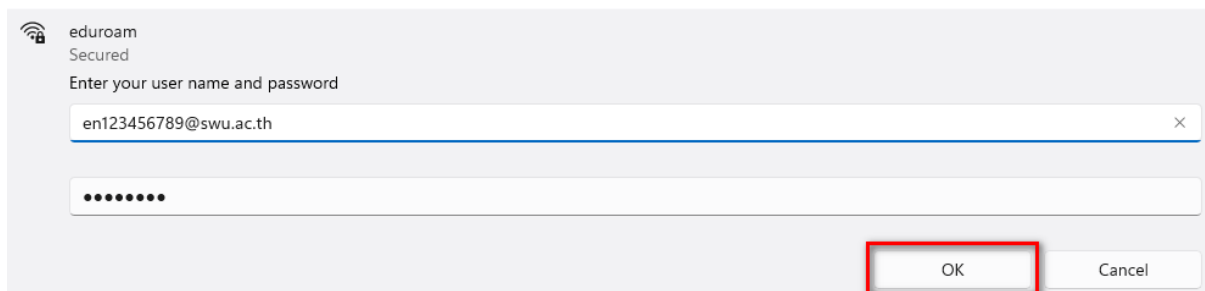 eduroam
Secured
Enter your user name and password
en123456789@swu.ac.th
••••••••
OK Cancel